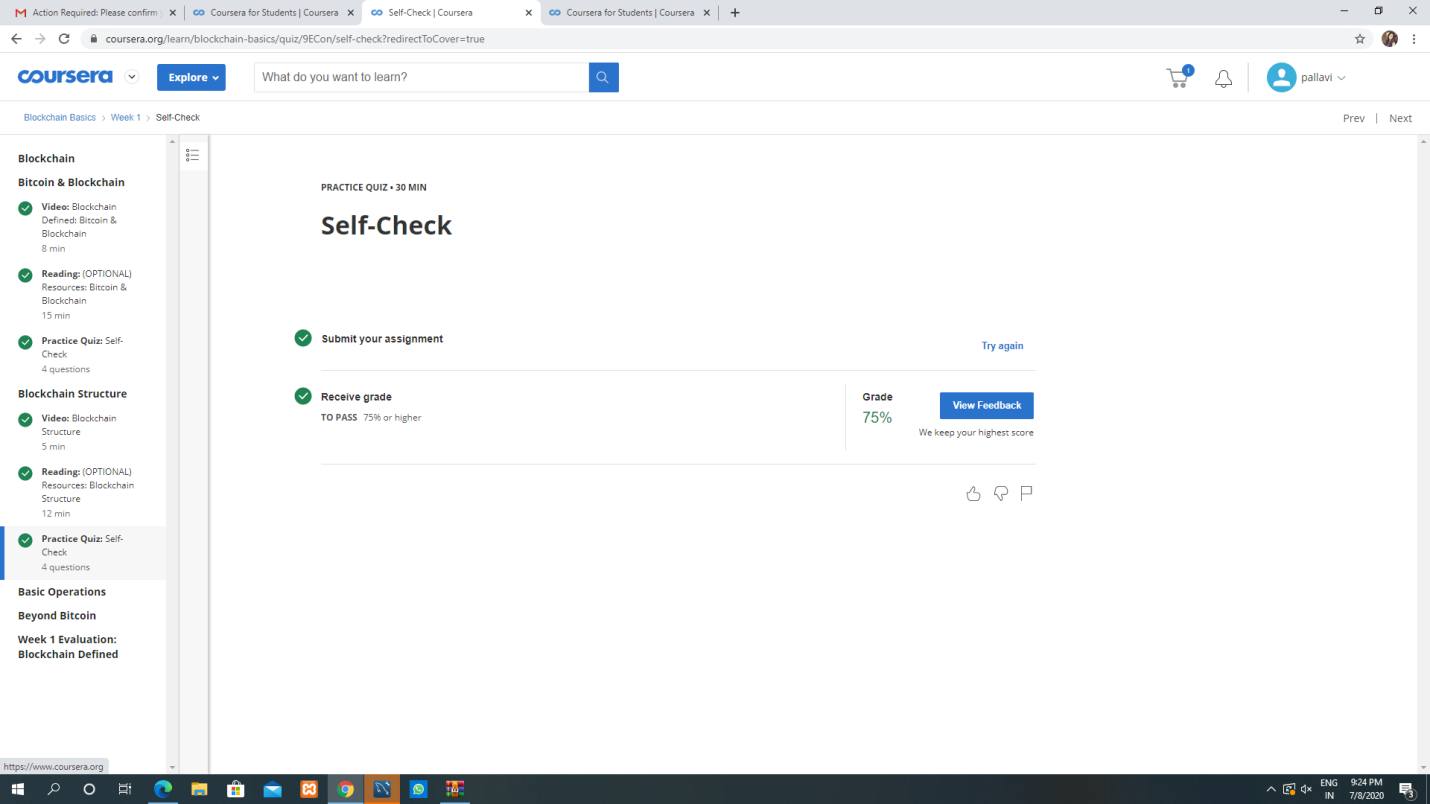 Action Required: Please confirm
Coursera for Students | Coursera
Self-Check | Coursera
Coursera for Students | Coursera
coursera.org/learn/blockchain-basics/quiz/9ECon/self-check?redirectToCover=true
coursera
Explore
What do you want to learn?
1
pallavi
Blockchain Basics > Week 1 > Self-Check
Prev | Next
Blockchain
Bitcoin & Blockchain
Video: Blockchain
Defined: Bitcoin &
Blockchain
8 min
Reading: (OPTIONAL)
Resources: Bitcoin &
Blockchain
15 min
Practice Quiz: Self-
Check
4 questions
Blockchain Structure
Video: Blockchain
Structure
5 min
Reading: (OPTIONAL)
Resources: Blockchain
Structure
12 min
Practice Quiz: Self-
Check
4 questions
Basic Operations
Beyond Bitcoin
Week 1 Evaluation:
Blockchain Defined
PRACTICE QUIZ • 30 MIN
Self-Check
Submit your assignment
Try again
Receive grade
TO PASS 75% or higher
Grade
75%
View Feedback
We keep your highest score
https://www.coursera.org
ENG
IN
9:24 PM
7/8/2020
3